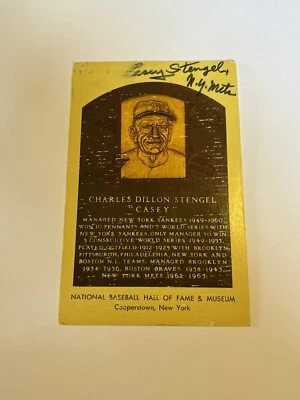 Casey Stengel
N.Y. Mets
CHARLES DILLON STENGEL
"CASEY"
MANAGED NEW YORK YANKEES 1949-1960.
WON 10 PENNANTS AND 7 WORLD SERIES WITH
NEW YORK YANKEES. ONLY MANAGER TO WIN
5 CONSECUTIVE WORLD SERIES 1949-1953.
PLAYED OUTFIELD 1912-1925 WITH BROOKLYN,
PITTSBURGH, PHILADELPHIA, NEW YORK AND
BOSTON N.L. TEAMS. MANAGED BROOKLYN
1934-1936, BOSTON BRAVES 1938-1943,
NEW YORK METS 1962-1965.
NATIONAL BASEBALL HALL OF FAME & MUSEUM
Cooperstown, New York